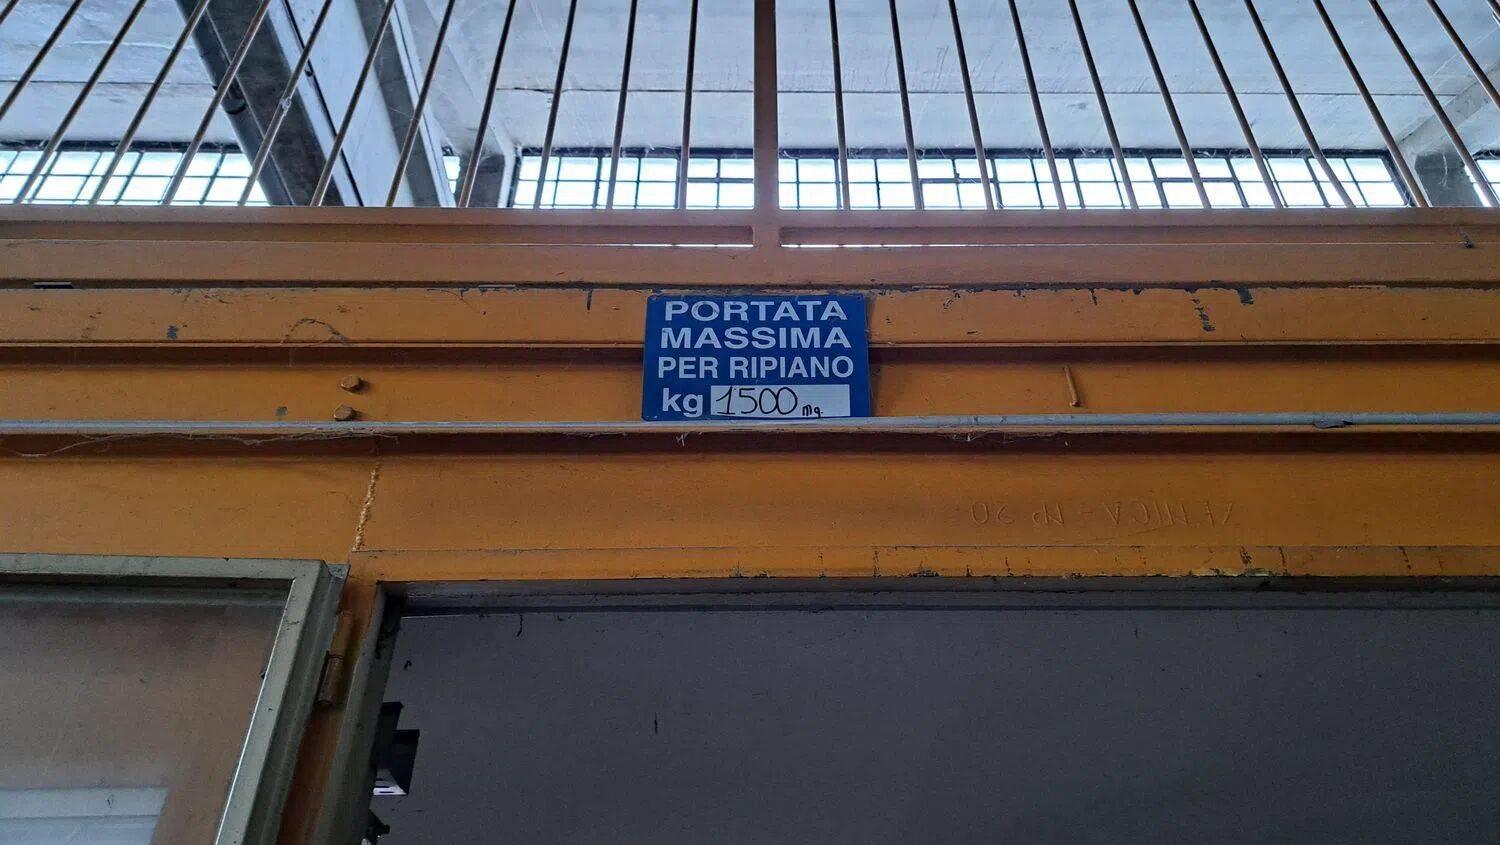 PORTATA
MASSIMA
PER RIPIANO
kg 1500 mq.